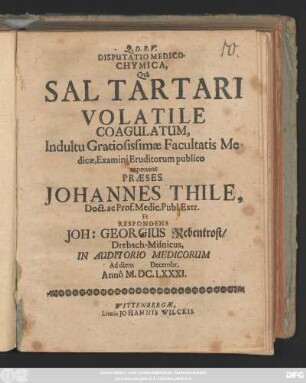 Q. D. B. V.
DISPUTATIO MEDICO-
CHYMICA,
Qvâ
SAL TARTARI
VOLATILE
COAGULATUM,
Indultu Gratiosissimæ Facultatis Me-
dicæ, Examini Eruditorum publico
exponent
PRÆSES
JOHANNES THILE,
Doct. ac Prof. Medic. Publ. Extr.
Et
RESPONDENS
JOH: GEORGIUS Rebentrost/
Drebach-Misnicus,
IN AUDITORIO MEDICORUM
Ad diem Decembr.
Annô M. DC. LXXXI.
WITTENBERGÆ,
Literis JOHANNIS WILCKII.